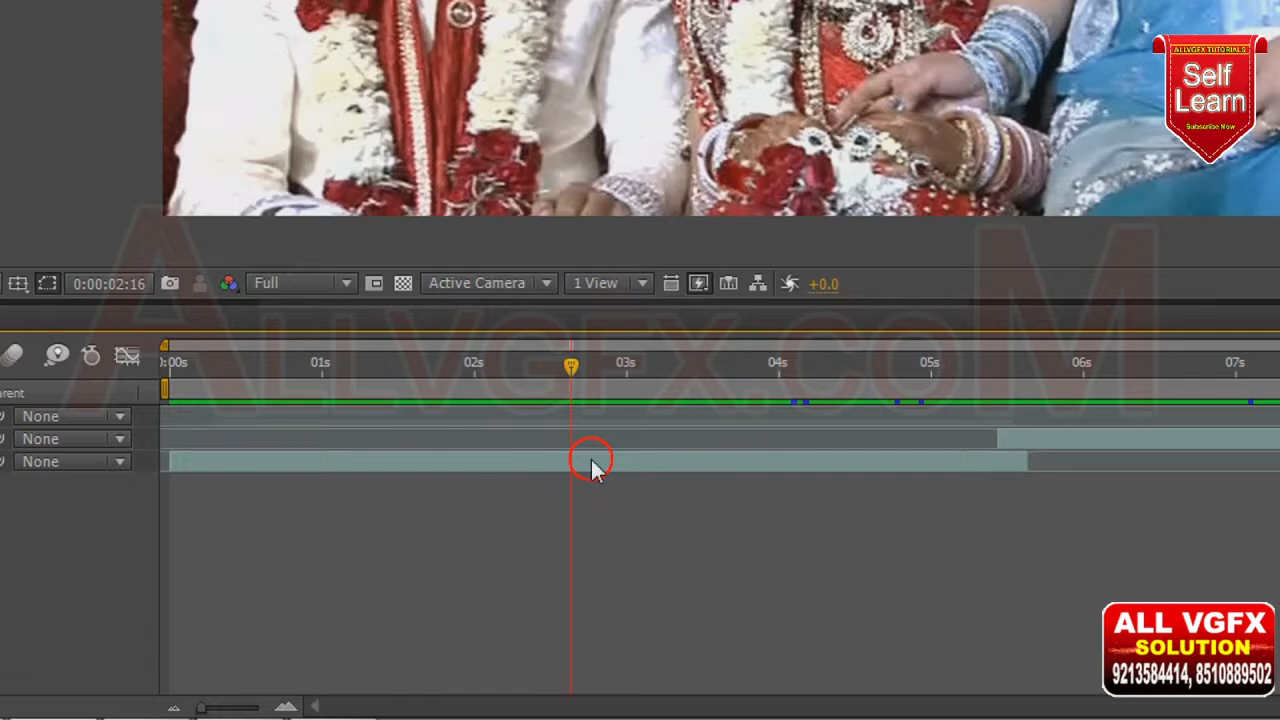 ALLVGFX TUTORIALS
Self
Learn
Subscribe Now
ALLVGFX.COM
0:00:02:16
Full
Active Camera
1 View
+0.0
):00s
01s
02s
03s
04s
05s
06s
07s
arent
None
None
None
ALL VGFX
SOLUTION
9213584414, 8510889502